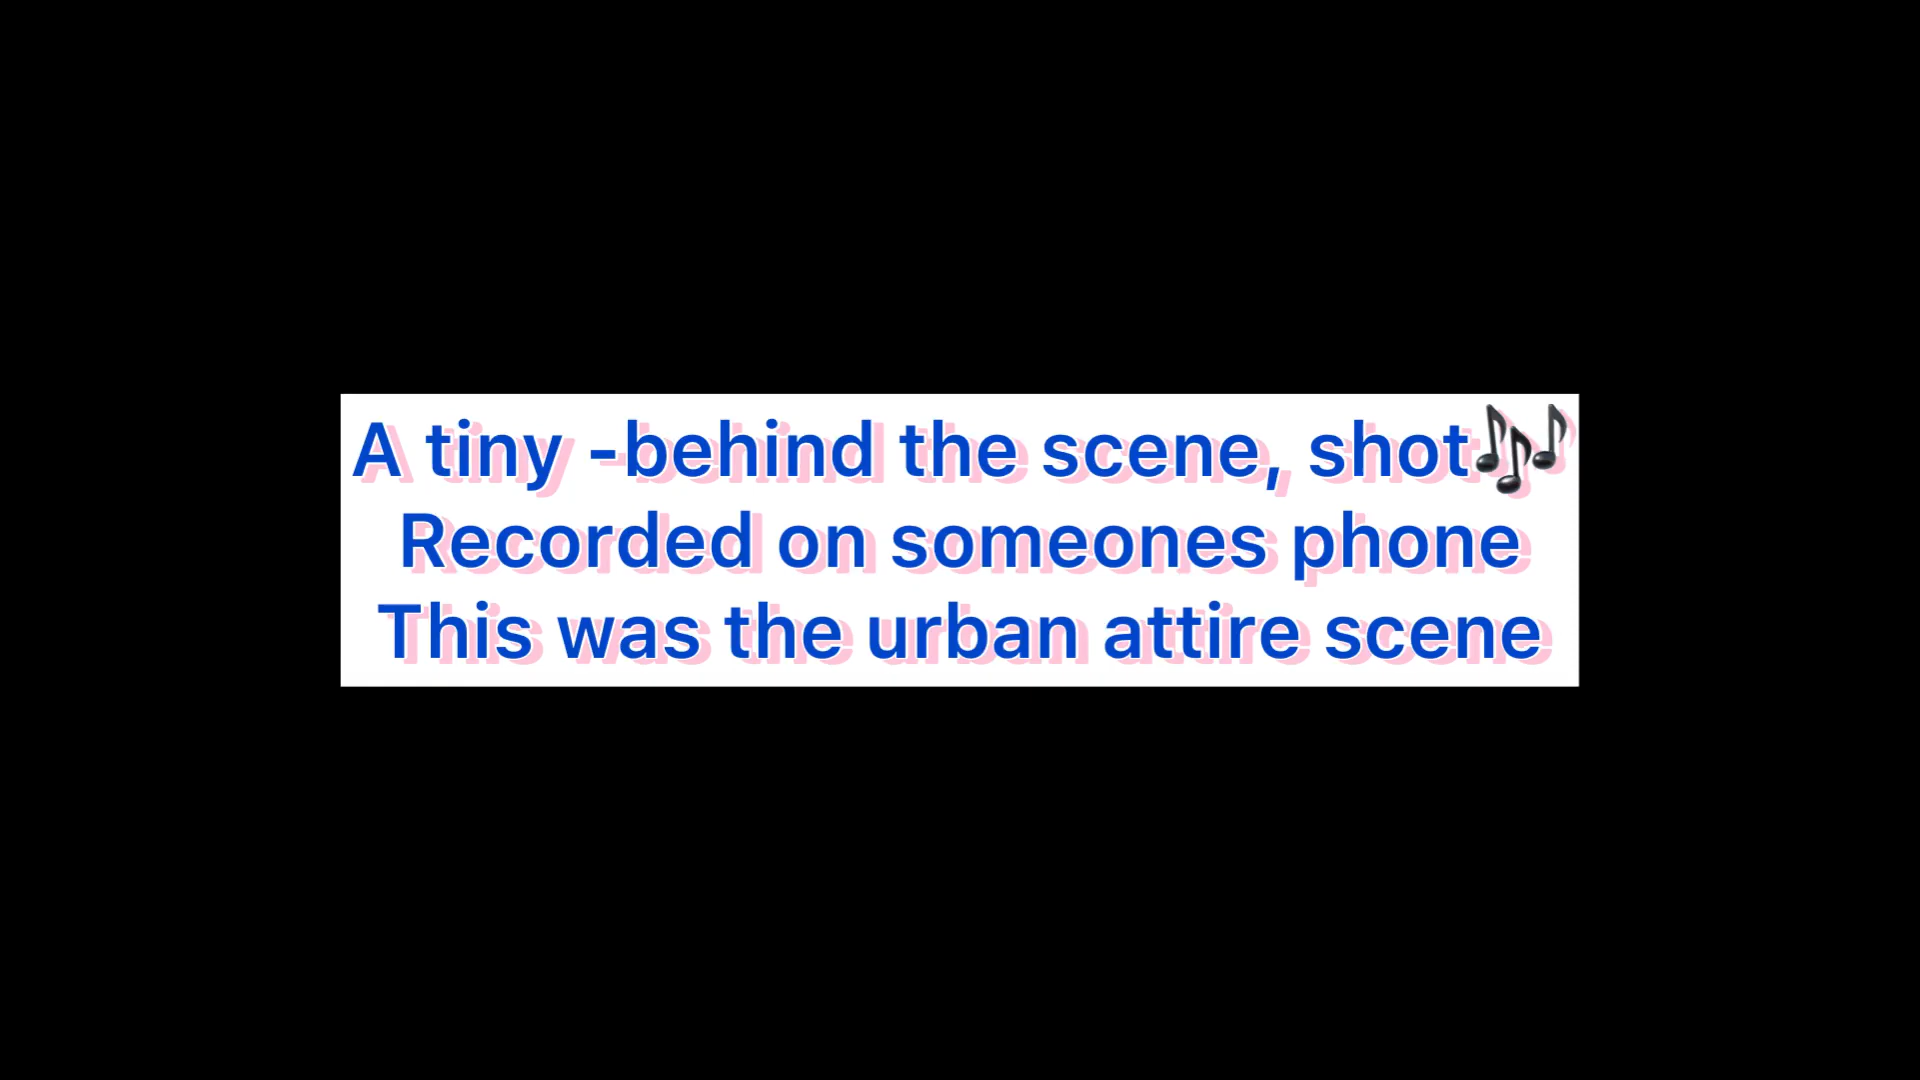 A tiny -behind the scene, shot🎶
Recorded on someones phone
This was the urban attire scene